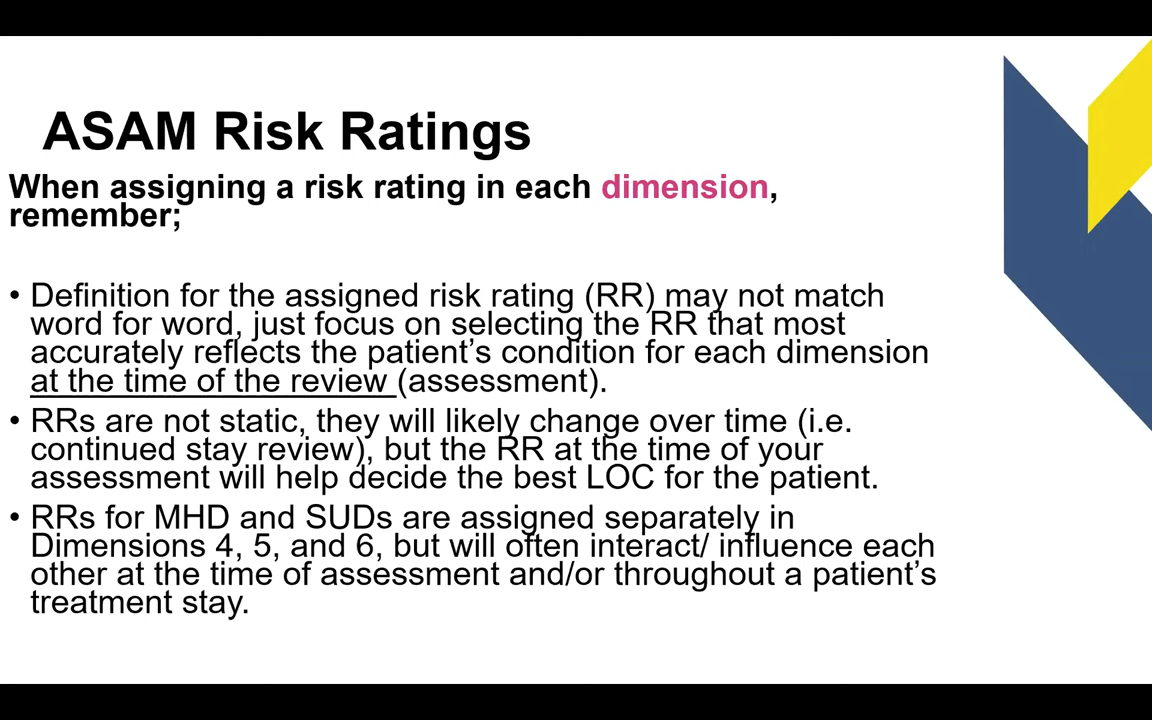 ASAM Risk Ratings
When assigning a risk rating in each dimension,
remember;
• Definition for the assigned risk rating (RR) may not match
word for word, just focus on selecting the RR that most
accurately reflects the patient’s condition for each dimension
at the time of the review (assessment).
• RRs are not static, they will likely change over time (i.e.
continued stay review), but the RR at the time of your
assessment will help decide the best LOC for the patient.
• RRs for MHD and SUDs are assigned separately in
Dimensions 4, 5, and 6, but will often interact/ influence each
other at the time of assessment and/or throughout a patient’s
treatment stay.